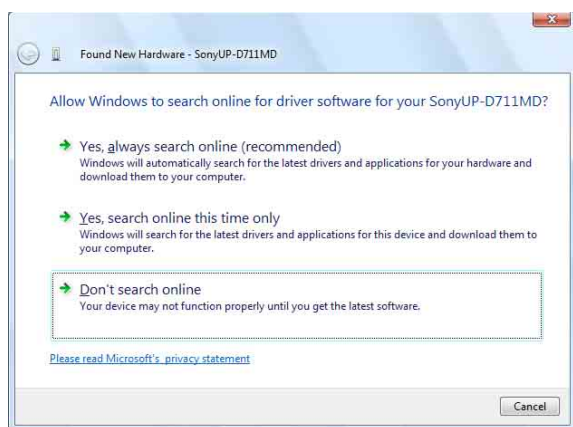 Found New Hardware - SonyUP-D711MD
Allow Windows to search online for driver software for your SonyUP-D711MD?
Yes, always search online (recommended)
Windows will automatically search for the latest drivers and applications for your hardware and
download them to your computer.
Yes, search online this time only
Windows will search for the latest drivers and applications for this device and download them to
your computer.
Don't search online
Your device may not function properly until you get the latest software.
Please read Microsoft's privacy statement
Cancel